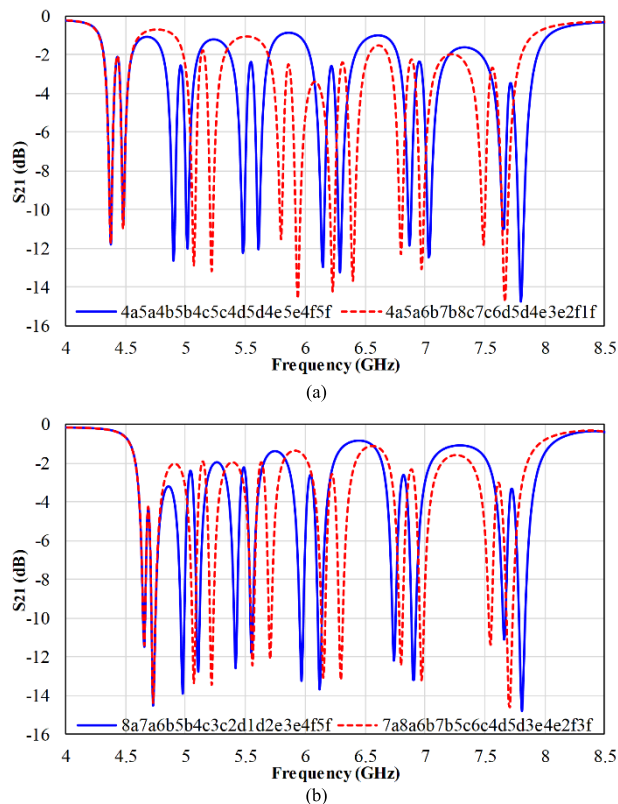 0
-2
-4
-6
-8
-10
-12
-14
-16
S21 (dB)
4a5a4b5b4c5c4d5d4e5e4f5f 4a5a6b7b8c7c6d5d4e3e2f1f
4 4.5 5 5.5 6 6.5 7 7.5 8 8.5
Frequency (GHz)
(a)
0
-2
-4
-6
-8
-10
-12
-14
-16
S21 (dB)
8a7a6b5b4c3c2d1d2e3e4f5f 7a8a6b7b5c6c4d5d3e4e2f3f
4 4.5 5 5.5 6 6.5 7 7.5 8 8.5
Frequency (GHz)
(b)